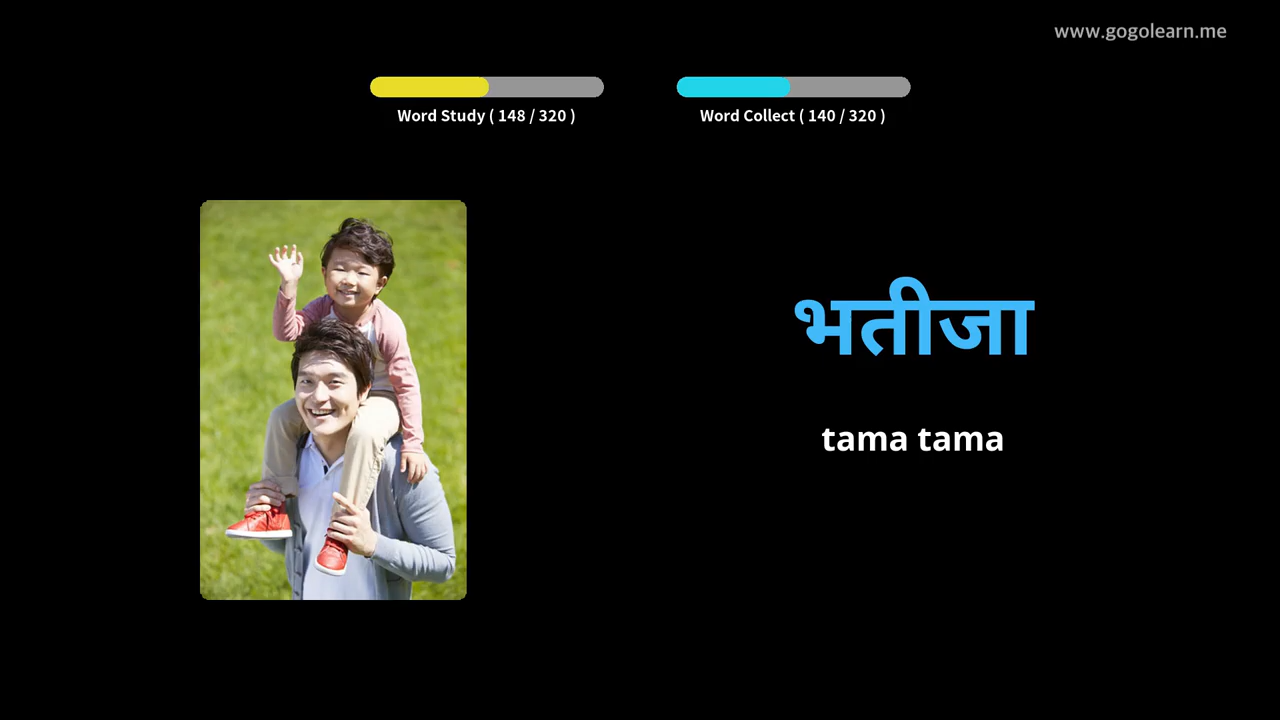 www.gogolearn.me
Word Study ( 148 / 320 )
Word Collect ( 140 / 320 )
भतीजा
tama tama